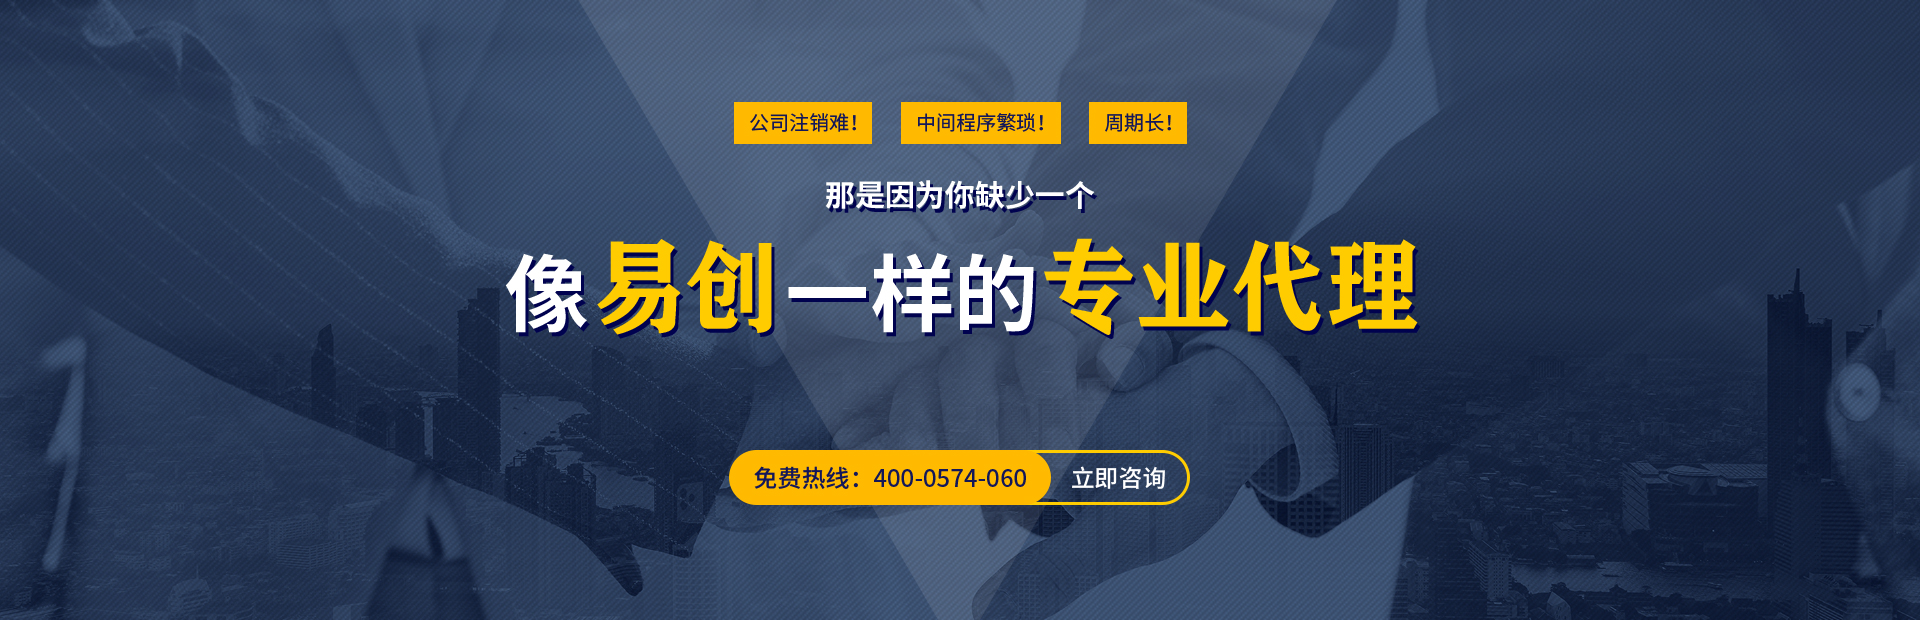 公司注销难！ 中间程序繁琐！ 周期长！
那是因为你缺少一个
像易创一样的专业代理
免费热线：400-0574-060 立即咨询